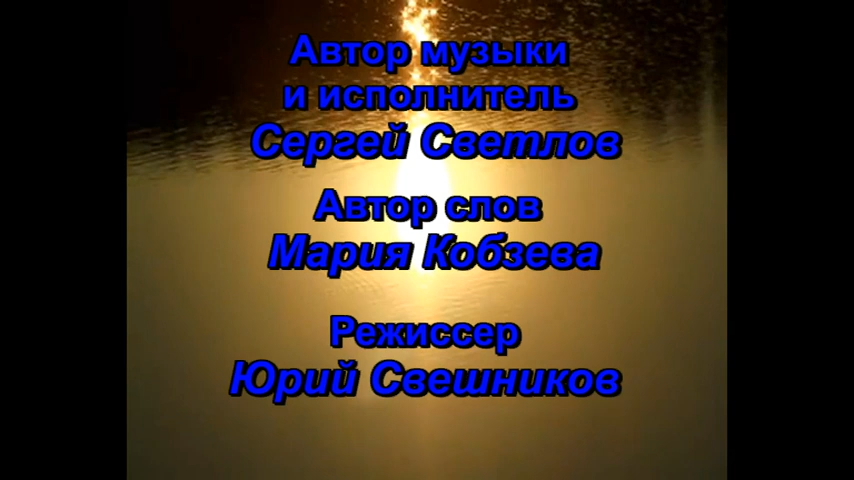 Автор музыки
и исполнитель
Сергей Светлов
Автор слов
Мария Кобзева
Режиссер
Юрий Свешников